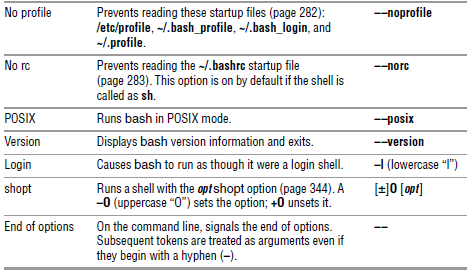 No profile Prevents reading these startup files (page 282): ––noprofile
/etc/profile, ~/.bash_profile, ~/.bash_login, and
~/.profile.
No rc Prevents reading the ~/.bashrc startup file ––norc
(page 283). This option is on by default if the shell is
called as sh.
POSIX Runs bash in POSIX mode. ––posix
Version Displays bash version information and exits. ––version
Login Causes bash to run as though it were a login shell. –l (lowercase “l”)
shopt Runs a shell with the opt shopt option (page 344). A [±]O [opt]
–O (uppercase “O”) sets the option; +O unsets it.
End of options On the command line, signals the end of options. ––
Subsequent tokens are treated as arguments even if
they begin with a hyphen (–).